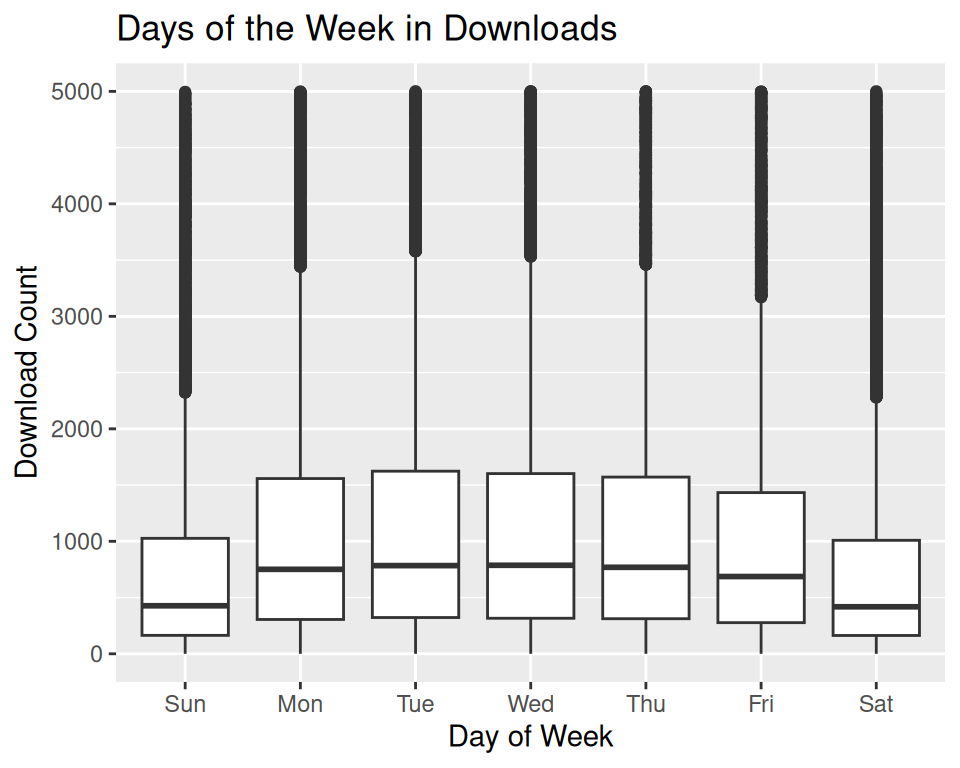 Days of the Week in Downloads
Download Count
5000
4000
3000
2000
1000
0
Sun Mon Tue Wed Thu Fri Sat
Day of Week